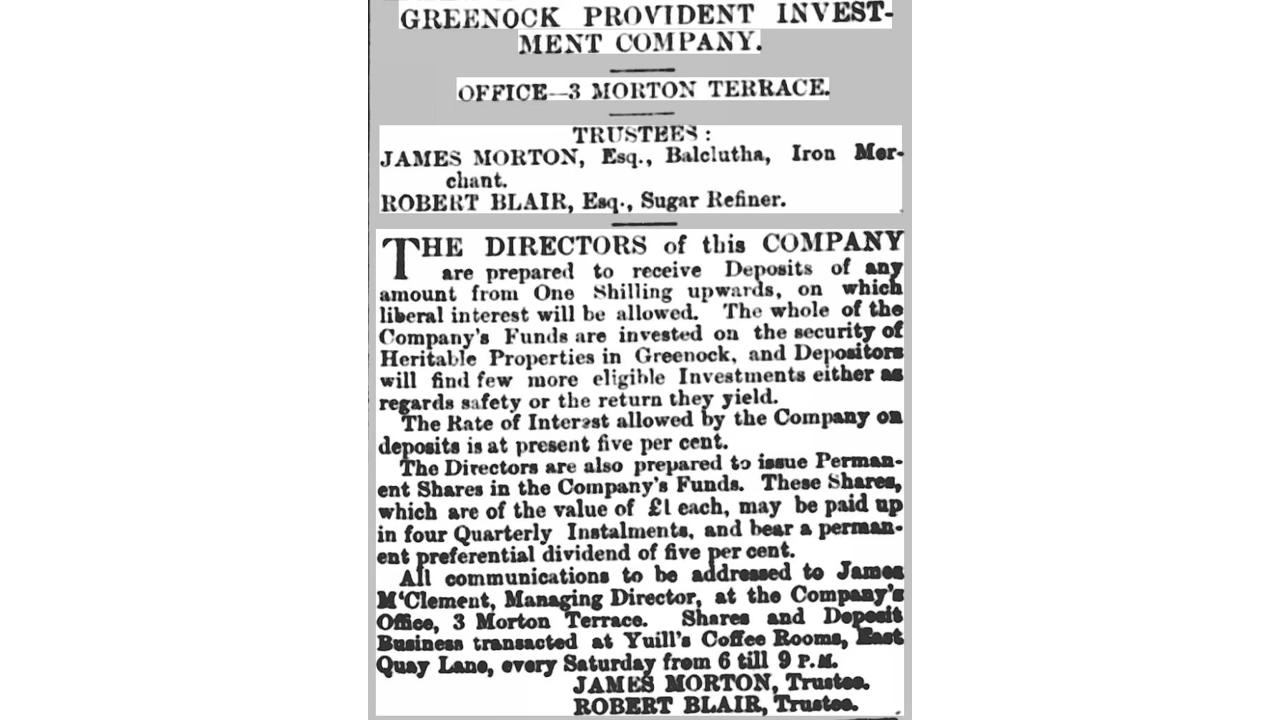 GREENOCK PROVIDENT INVEST-
MENT COMPANY.
OFFICE—3 MORTON TERRACE.
TRUSTEES:
JAMES MORTON, Esq., Balclutha, Iron Mer-
chant.
ROBERT BLAIR, Esq., Sugar Refiner.
THE DIRECTORS of this COMPANY
are prepared to receive Deposits of any
amount from One Shilling upwards, on which
liberal interest will be allowed. The whole of the
Company's Funds are invested on the security of
Heritable Properties in Greenock, and Depositors
will find few more eligible Investments either as
regards safety or the return they yield.
The Rate of Interest allowed by the Company on
deposits is at present five per cent.
The Directors are also prepared to issue Perman-
ent Shares in the Company's Funds. These Shares,
which are of the value of £1 each, may be paid up
in four Quarterly Instalments, and bear a perman-
ent preferential dividend of five per cent.
All communications to be addressed to James
M'Clement, Managing Director, at the Company's
Office, 3 Morton Terrace. Shares and Deposit
Business transacted at Yuill's Coffee Rooms, East
Quay Lane, every Saturday from 6 till 9 P.M.
JAMES MORTON, Trustee.
ROBERT BLAIR, Trustee.